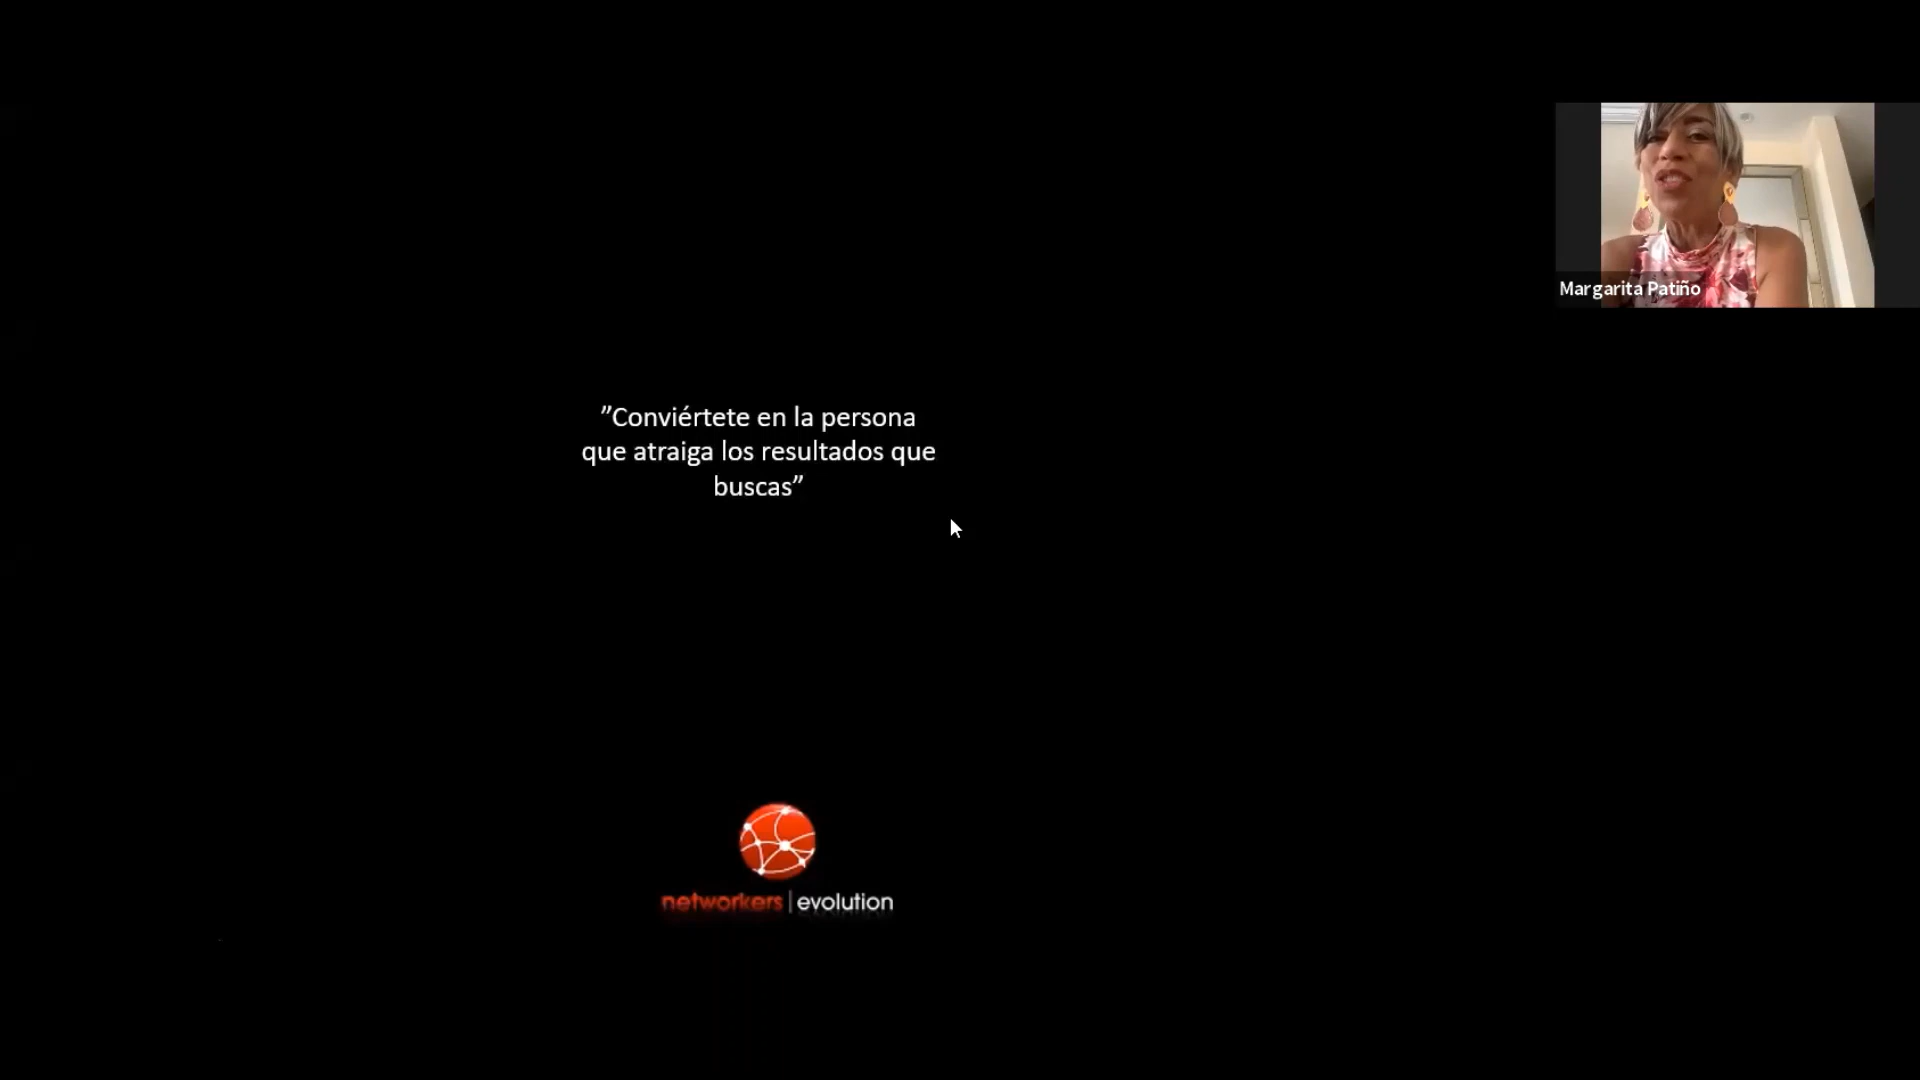 Margarita Patiño
”Conviértete en la persona
que atraiga los resultados que
buscas”
networkers | evolution